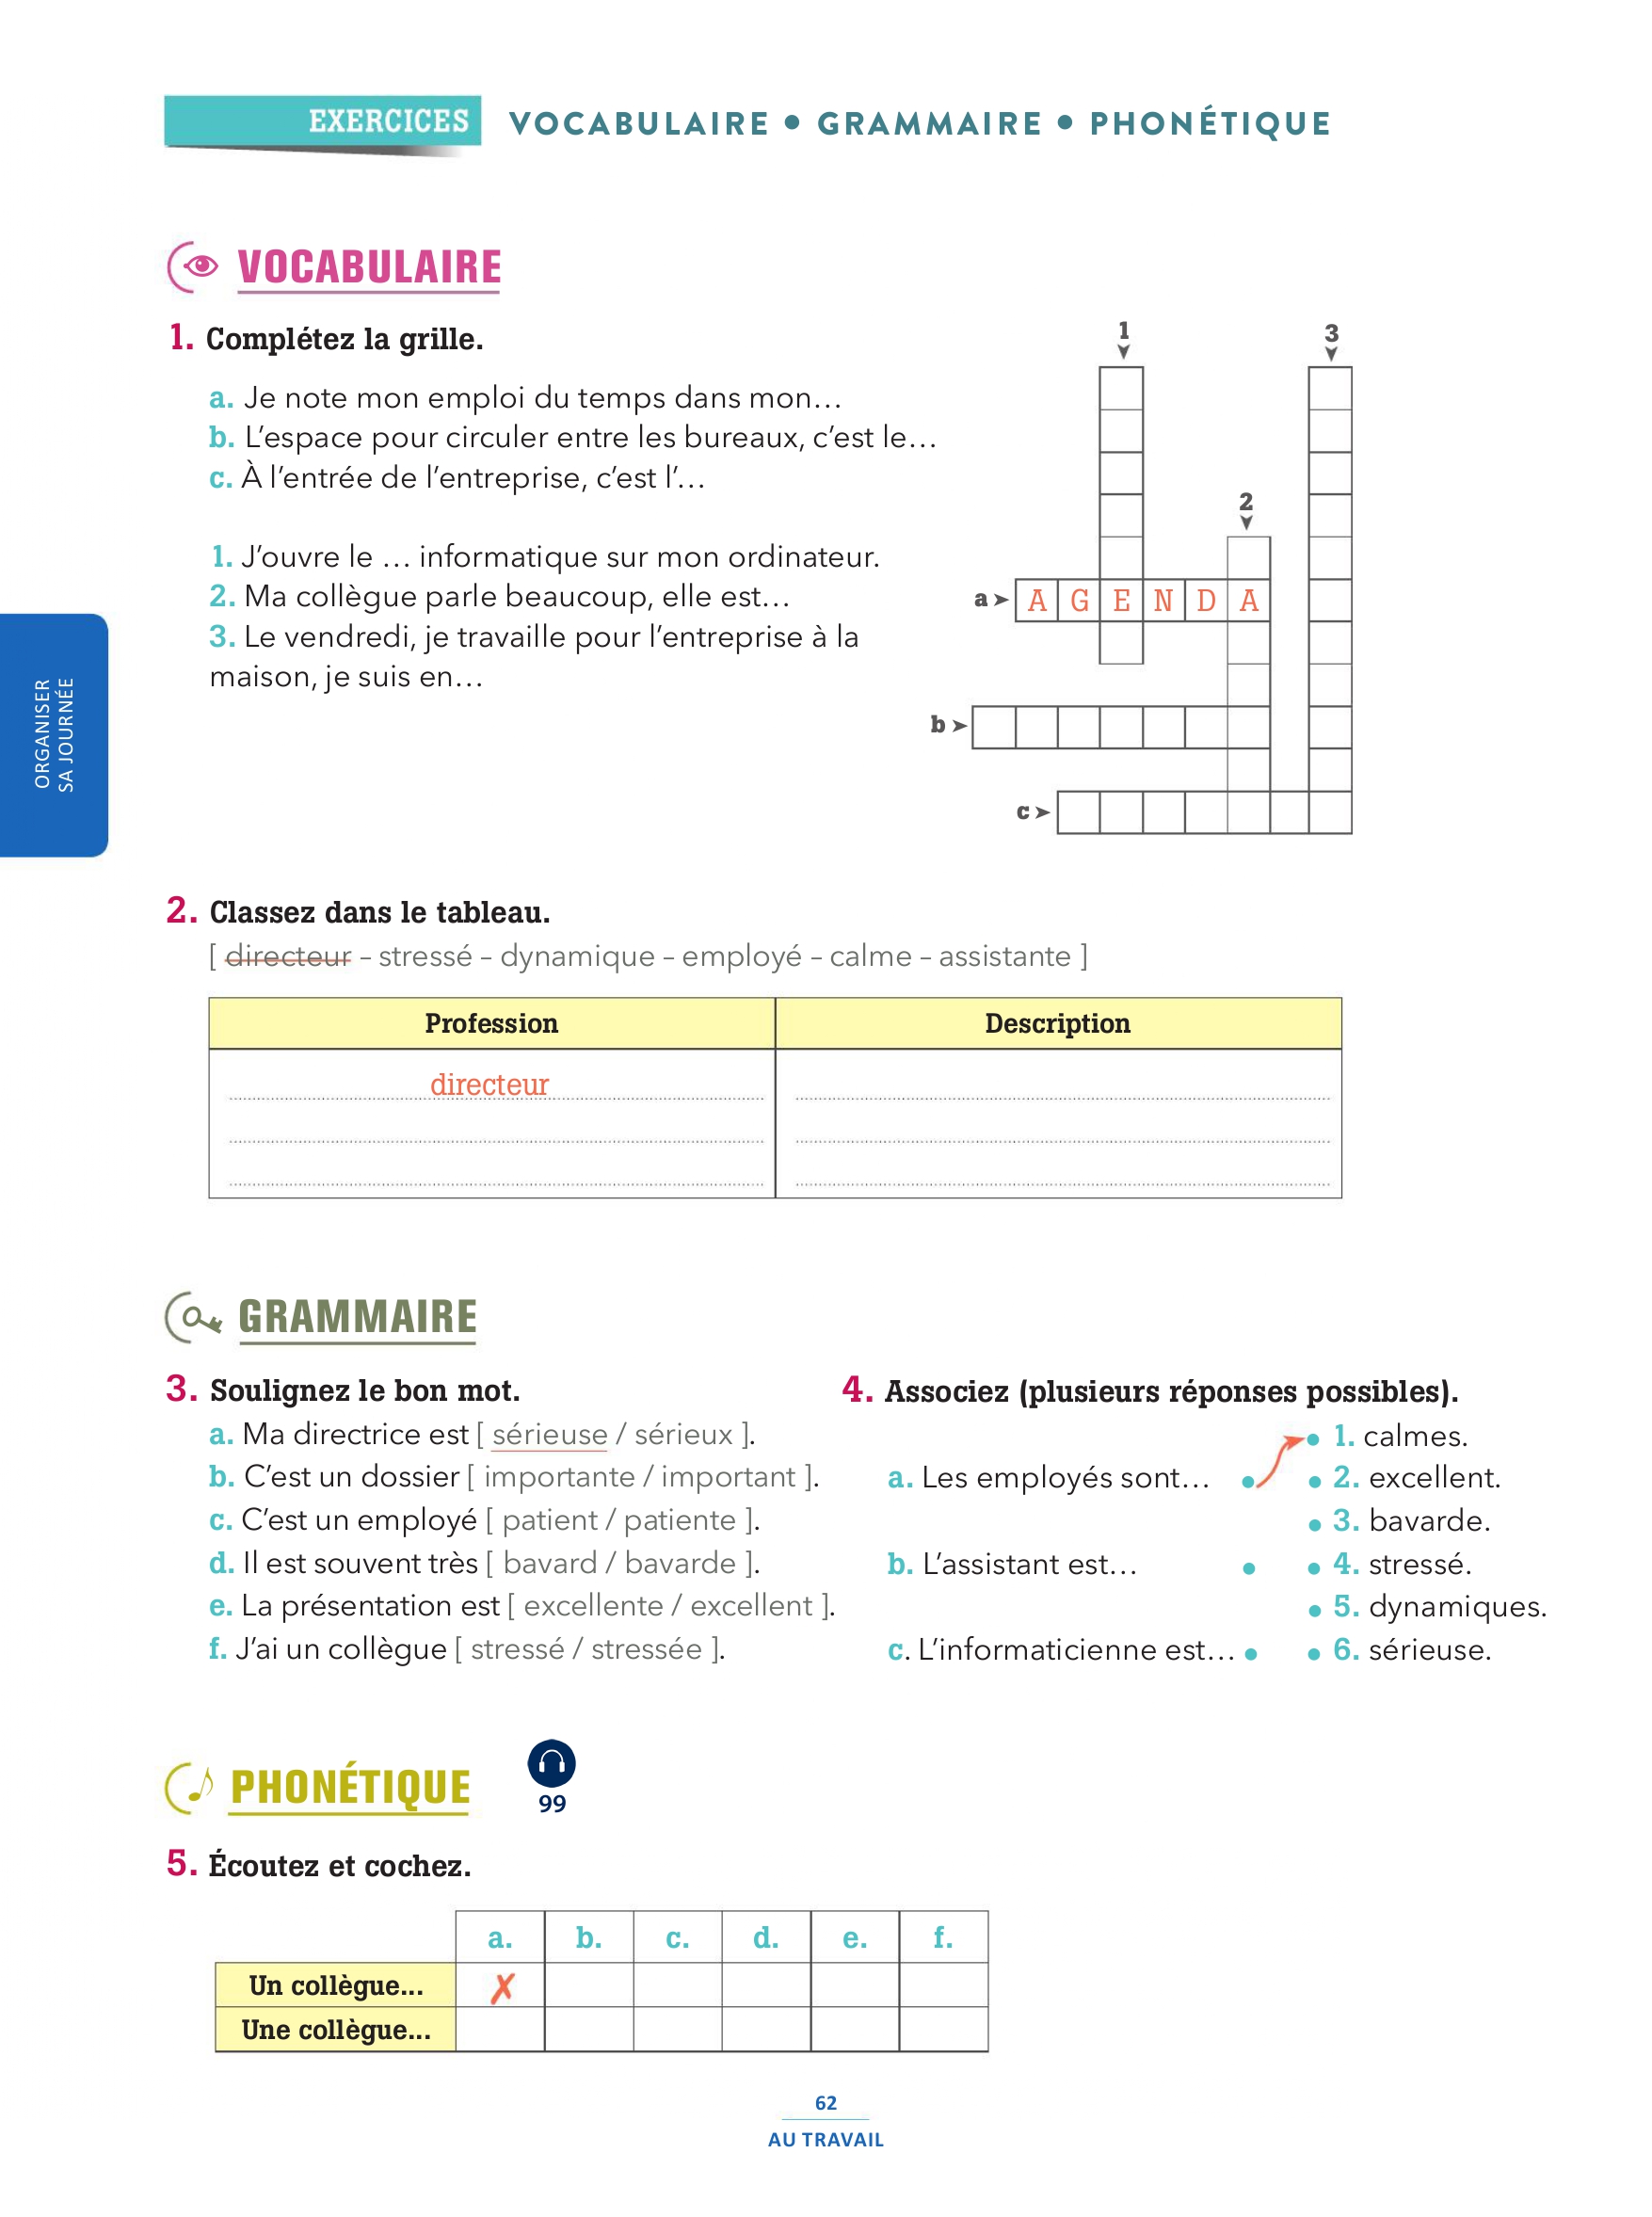 EXERCICES VOCABULAIRE • GRAMMAIRE • PHONÉTIQUE
VOCABULAIRE
1. Complétez la grille.
a. Je note mon emploi du temps dans mon…
b. L’espace pour circuler entre les bureaux, c’est le…
c. À l’entrée de l’entreprise, c’est l’…
1. J’ouvre le … informatique sur mon ordinateur.
2. Ma collègue parle beaucoup, elle est…
3. Le vendredi, je travaille pour l’entreprise à la
maison, je suis en…
1
3
2
a AGENDA
b
c
ORGANISER
SA JOURNÉE
2. Classez dans le tableau.
[ directeur – stressé – dynamique – employé – calme – assistante ]
Profession Description
directeur
GRAMMAIRE
3. Soulignez le bon mot.
a. Ma directrice est [ sérieuse / sérieux ].
b. C’est un dossier [ importante / important ].
c. C’est un employé [ patient / patiente ].
d. Il est souvent très [ bavard / bavarde ].
e. La présentation est [ excellente / excellent ].
f. J’ai un collègue [ stressé / stressée ].
4. Associez (plusieurs réponses possibles).
a. Les employés sont…
b. L’assistant est…
c. L’informaticienne est…
1. calmes.
2. excellent.
3. bavarde.
4. stressé.
5. dynamiques.
6. sérieuse.
PHONÉTIQUE
99
5. Écoutez et cochez.
a. b. c. d. e. f.
Un collègue… ✗
Une collègue…
62
AU TRAVAIL